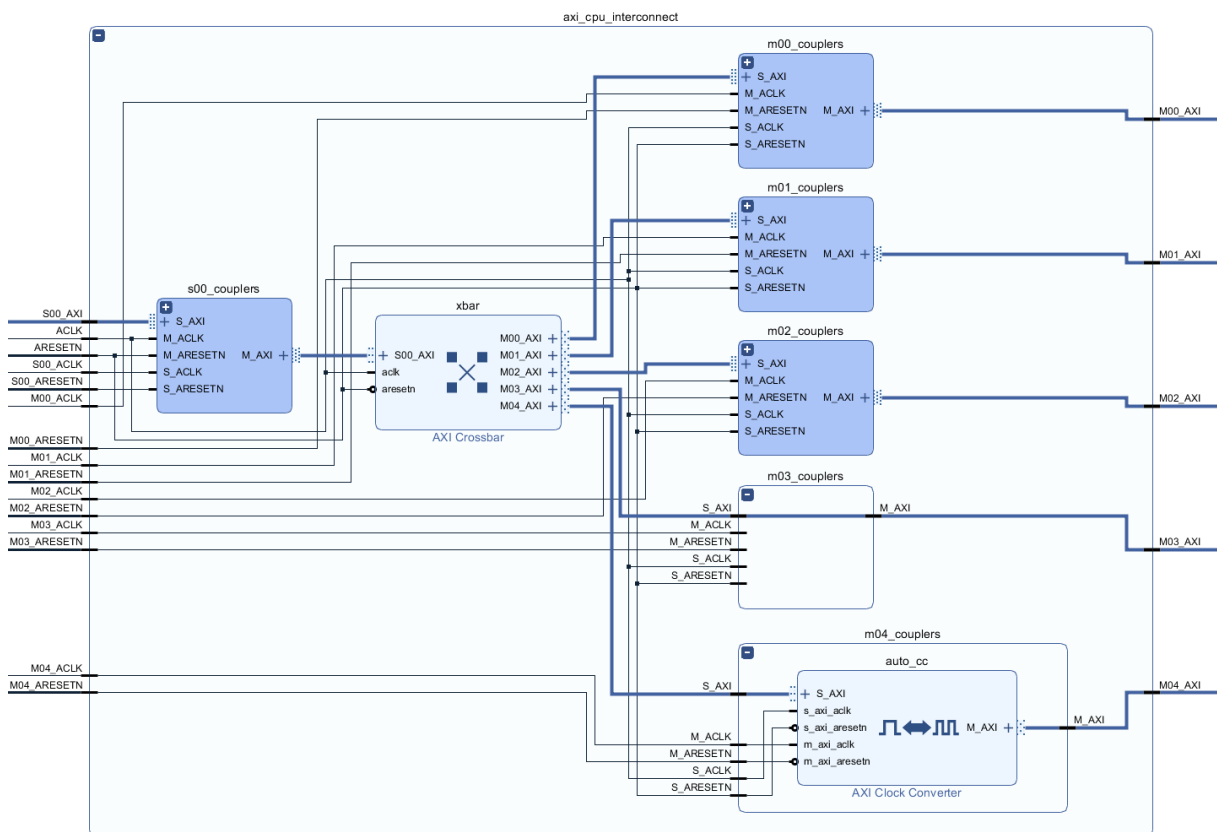 axi_cpu_interconnect
m00_couplers
S_AXI
M_ACLK
M_ARESETN M_AXI
S_ACLK
S_ARESETN
M00_AXI
m01_couplers
S_AXI
M_ACLK
M_ARESETN M_AXI
S_ACLK
S_ARESETN
M01_AXI
s00_couplers
S_AXI
M_ACLK
M_ARESETN M_AXI
S_ACLK
S_ARESETN
S00_AXI
ACLK
ARESETN
S00_ACLK
S00_ARESETN
M00_ACLK
M00_ARESETN
M01_ACLK
M01_ARESETN
M02_ACLK
M02_ARESETN
M03_ACLK
M03_ARESETN
M04_ACLK
M04_ARESETN
xbar
S00_AXI
aclk
aresetn
M00_AXI
M01_AXI
M02_AXI
M03_AXI
M04_AXI
AXI Crossbar
m02_couplers
S_AXI
M_ACLK
M_ARESETN M_AXI
S_ACLK
S_ARESETN
M02_AXI
m03_couplers
S_AXI
M_ACLK
M_ARESETN
S_ACLK
S_ARESETN
M_AXI
M03_AXI
m04_couplers
auto_cc
S_AXI
M_ACLK
M_ARESETN
S_ACLK
S_ARESETN
S_AXI
s_axi_aclk
s_axi_aresetn
m_axi_aclk
m_axi_aresetn
M_AXI
AXI Clock Converter
M_AXI
M04_AXI